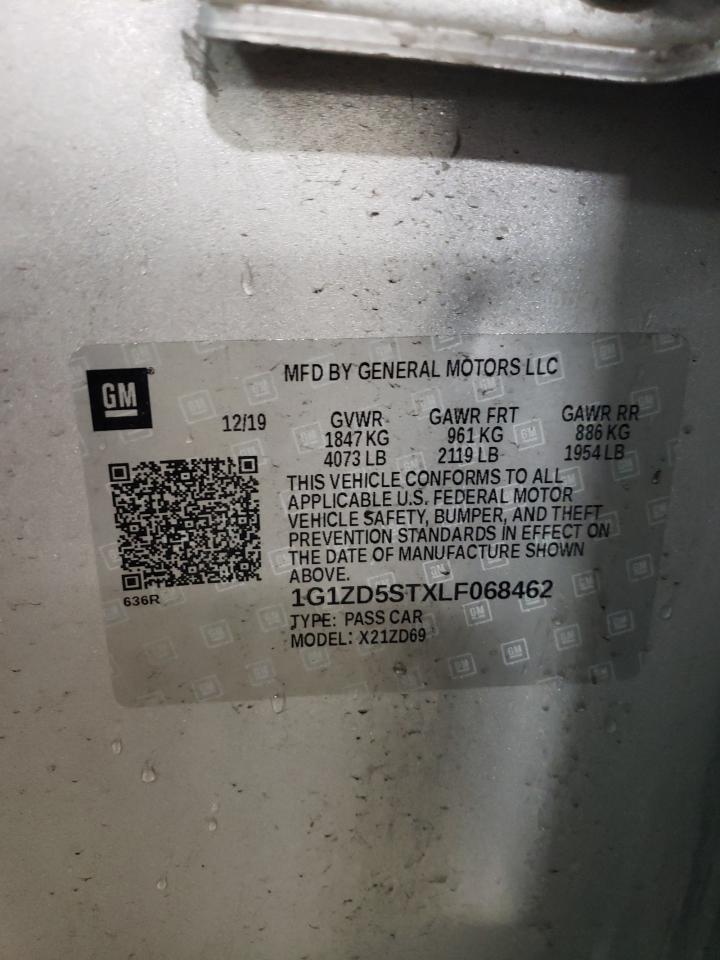 MFD BY GENERAL MOTORS LLC
GM
12/19 GVWR GAWR FRT GAWR RR
1847 KG 961 KG 886 KG
4073 LB 2119 LB 1954 LB
THIS VEHICLE CONFORMS TO ALL
APPLICABLE U.S. FEDERAL MOTOR
VEHICLE SAFETY, BUMPER, AND THEFT
PREVENTION STANDARDS IN EFFECT ON
THE DATE OF MANUFACTURE SHOWN
ABOVE.
636R
1G1ZD5STXLF068462
TYPE: PASS CAR
MODEL: X21ZD69